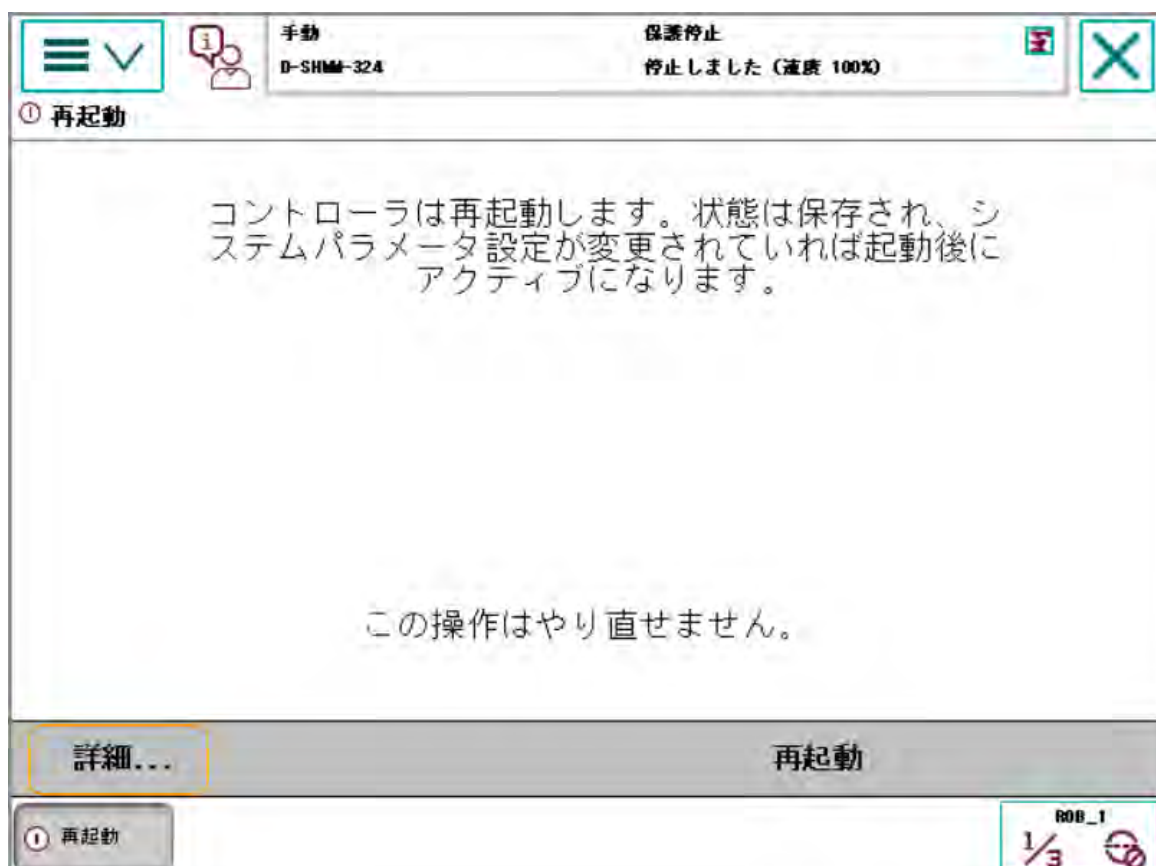 手動
D-SHMM-324
保護停止
停止しました (速度 100%)
再起動
コントローラは再起動します。状態は保存され、シ
ステムパラメータ設定が変更されていれば起動後に
アクティブになります。
この操作はやり直せません。
詳細...
再起動
再起動
ROB_1
1/3